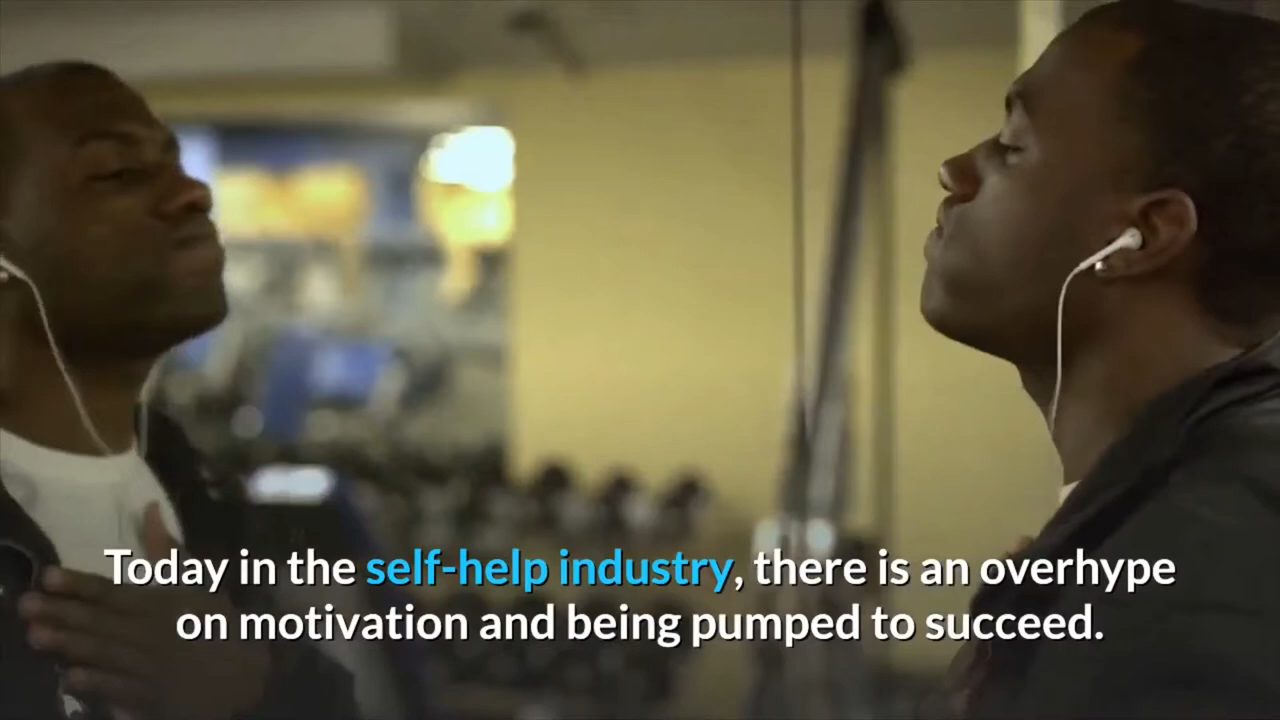 Today in the self-help industry, there is an overhype
on motivation and being pumped to succeed.